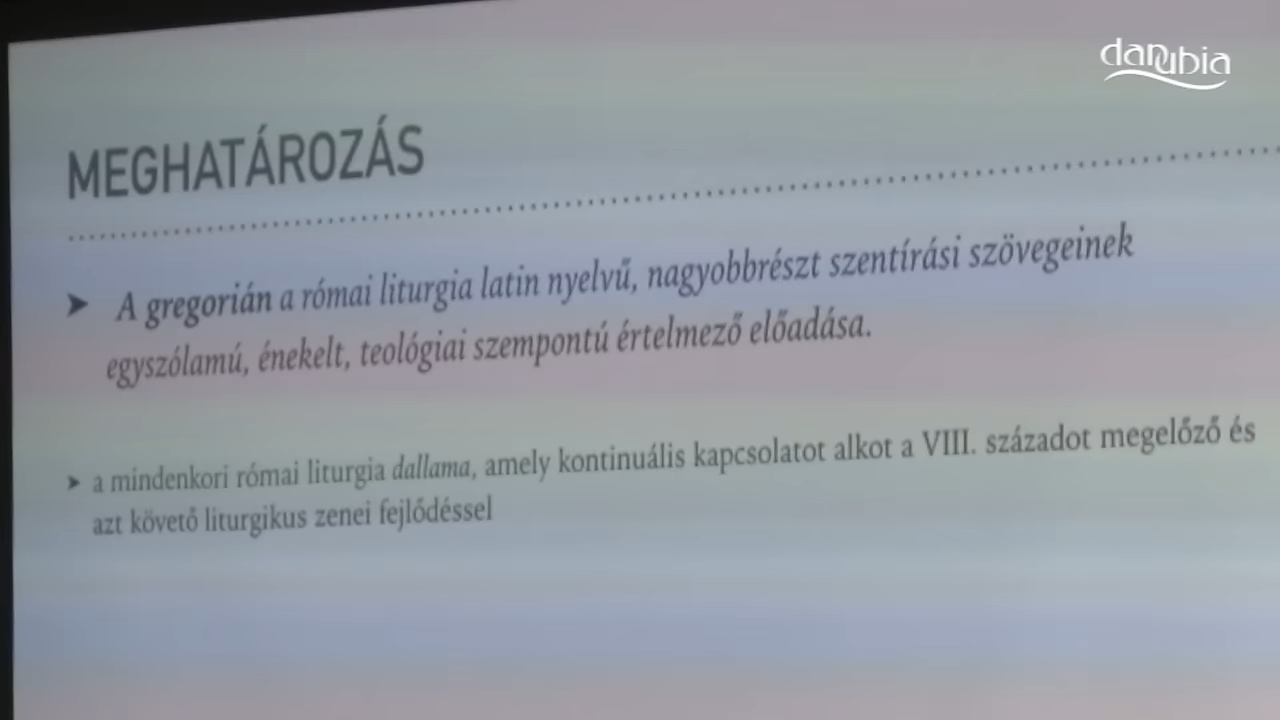 danubia
MEGHATÁROZÁS
➤ A gregorián a római liturgia latin nyelvű, nagyobbrészt szentírási szövegeinek
egyszólamú, énekelt, teológiai szempontú értelmező előadása.
➤ a mindenkori római liturgia dallama, amely kontinuális kapcsolatot alkot a VIII. századot megelőző és
azt követő liturgikus zenei fejlődéssel